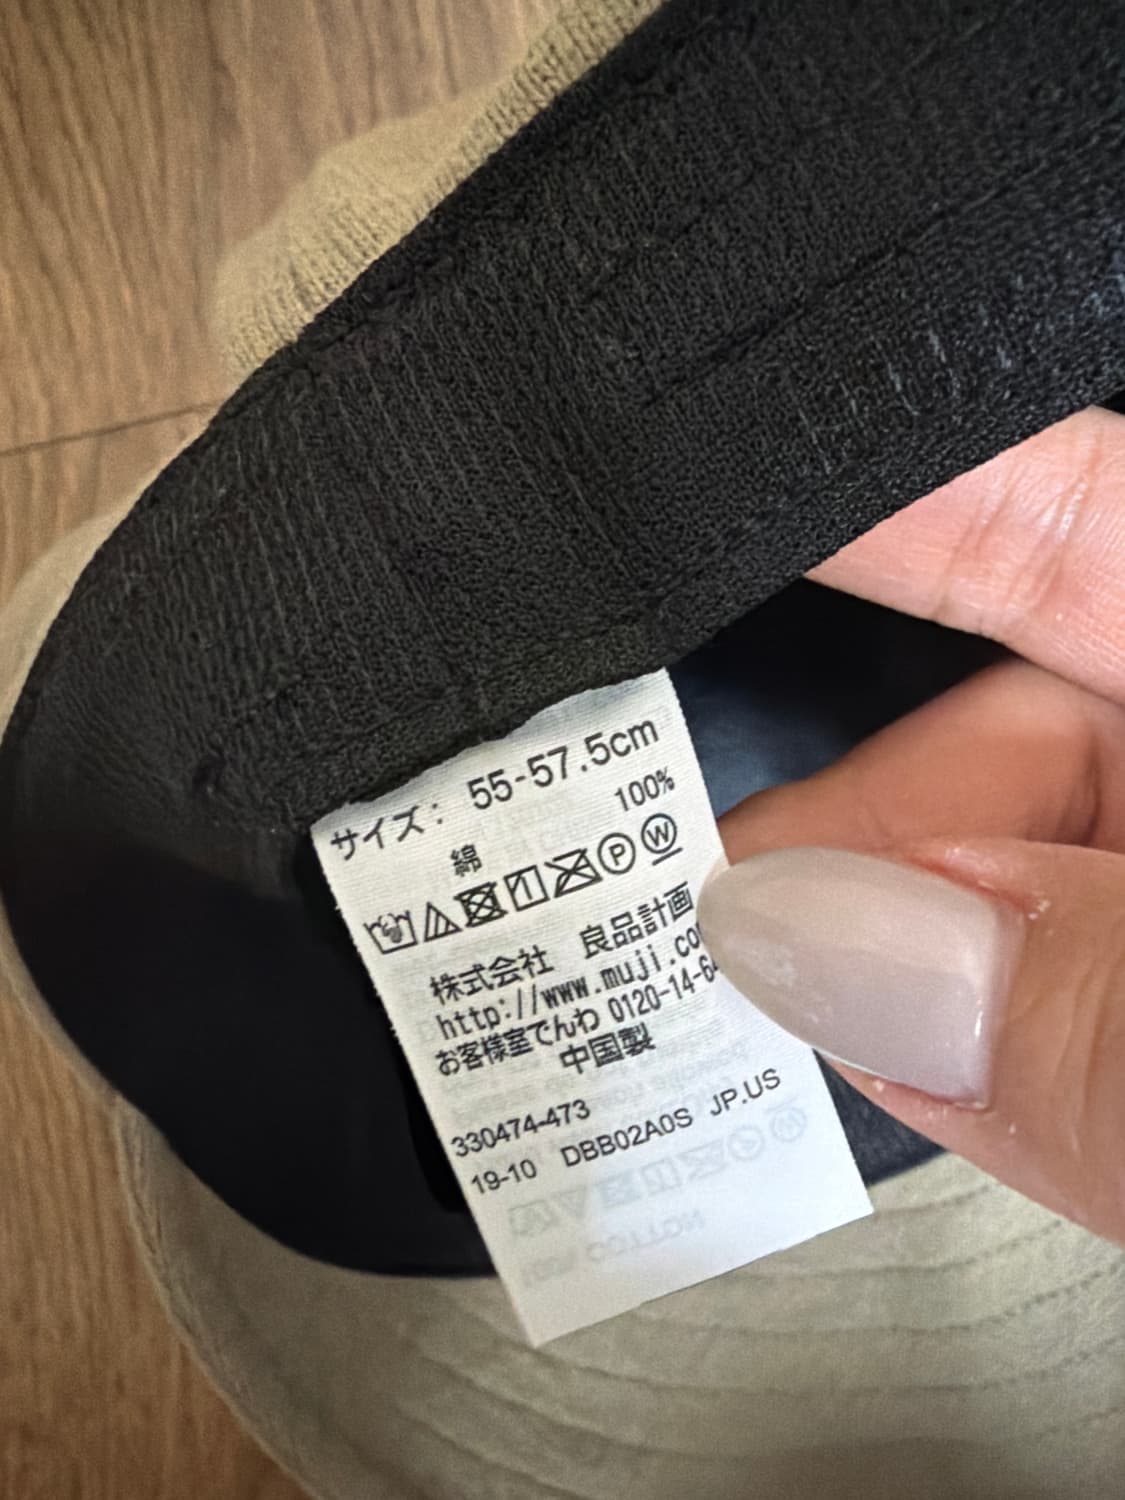 サイズ: 55-57.5cm
綿 100%
P W
株式会社 良品計画
http://www.muji.co
お客様室でんわ 0120-14-64
中国製
330474-473
19-10 DBB02A0S JP.US
COTTON